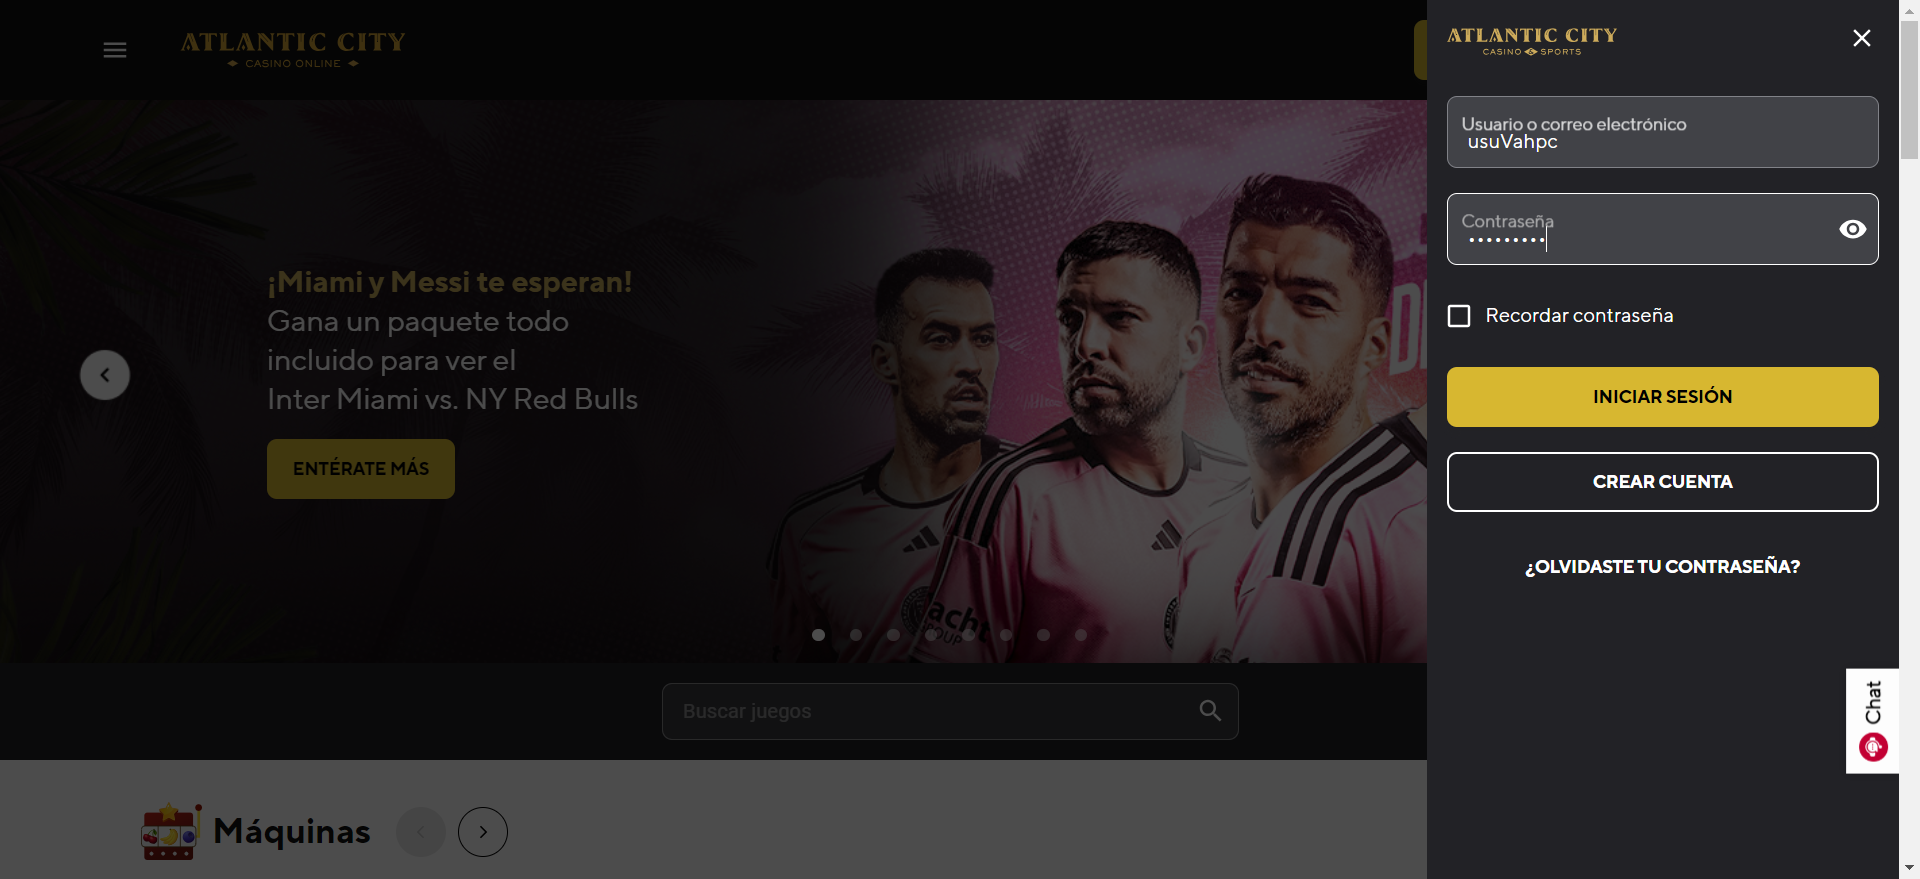 ATLANTIC CITY
CASINO ONLINE
¡Miami y Messi te esperan!
Gana un paquete todo
incluido para ver el
Inter Miami vs. NY Red Bulls
ENTÉRATE MÁS
Buscar juegos
Máquinas
ATLANTIC CITY
CASINO & SPORTS
Usuario o correo electrónico
usuVahpc
Contraseña
•••••••••
Recordar contraseña
INICIAR SESIÓN
CREAR CUENTA
¿OLVIDASTE TU CONTRASEÑA?
Chat